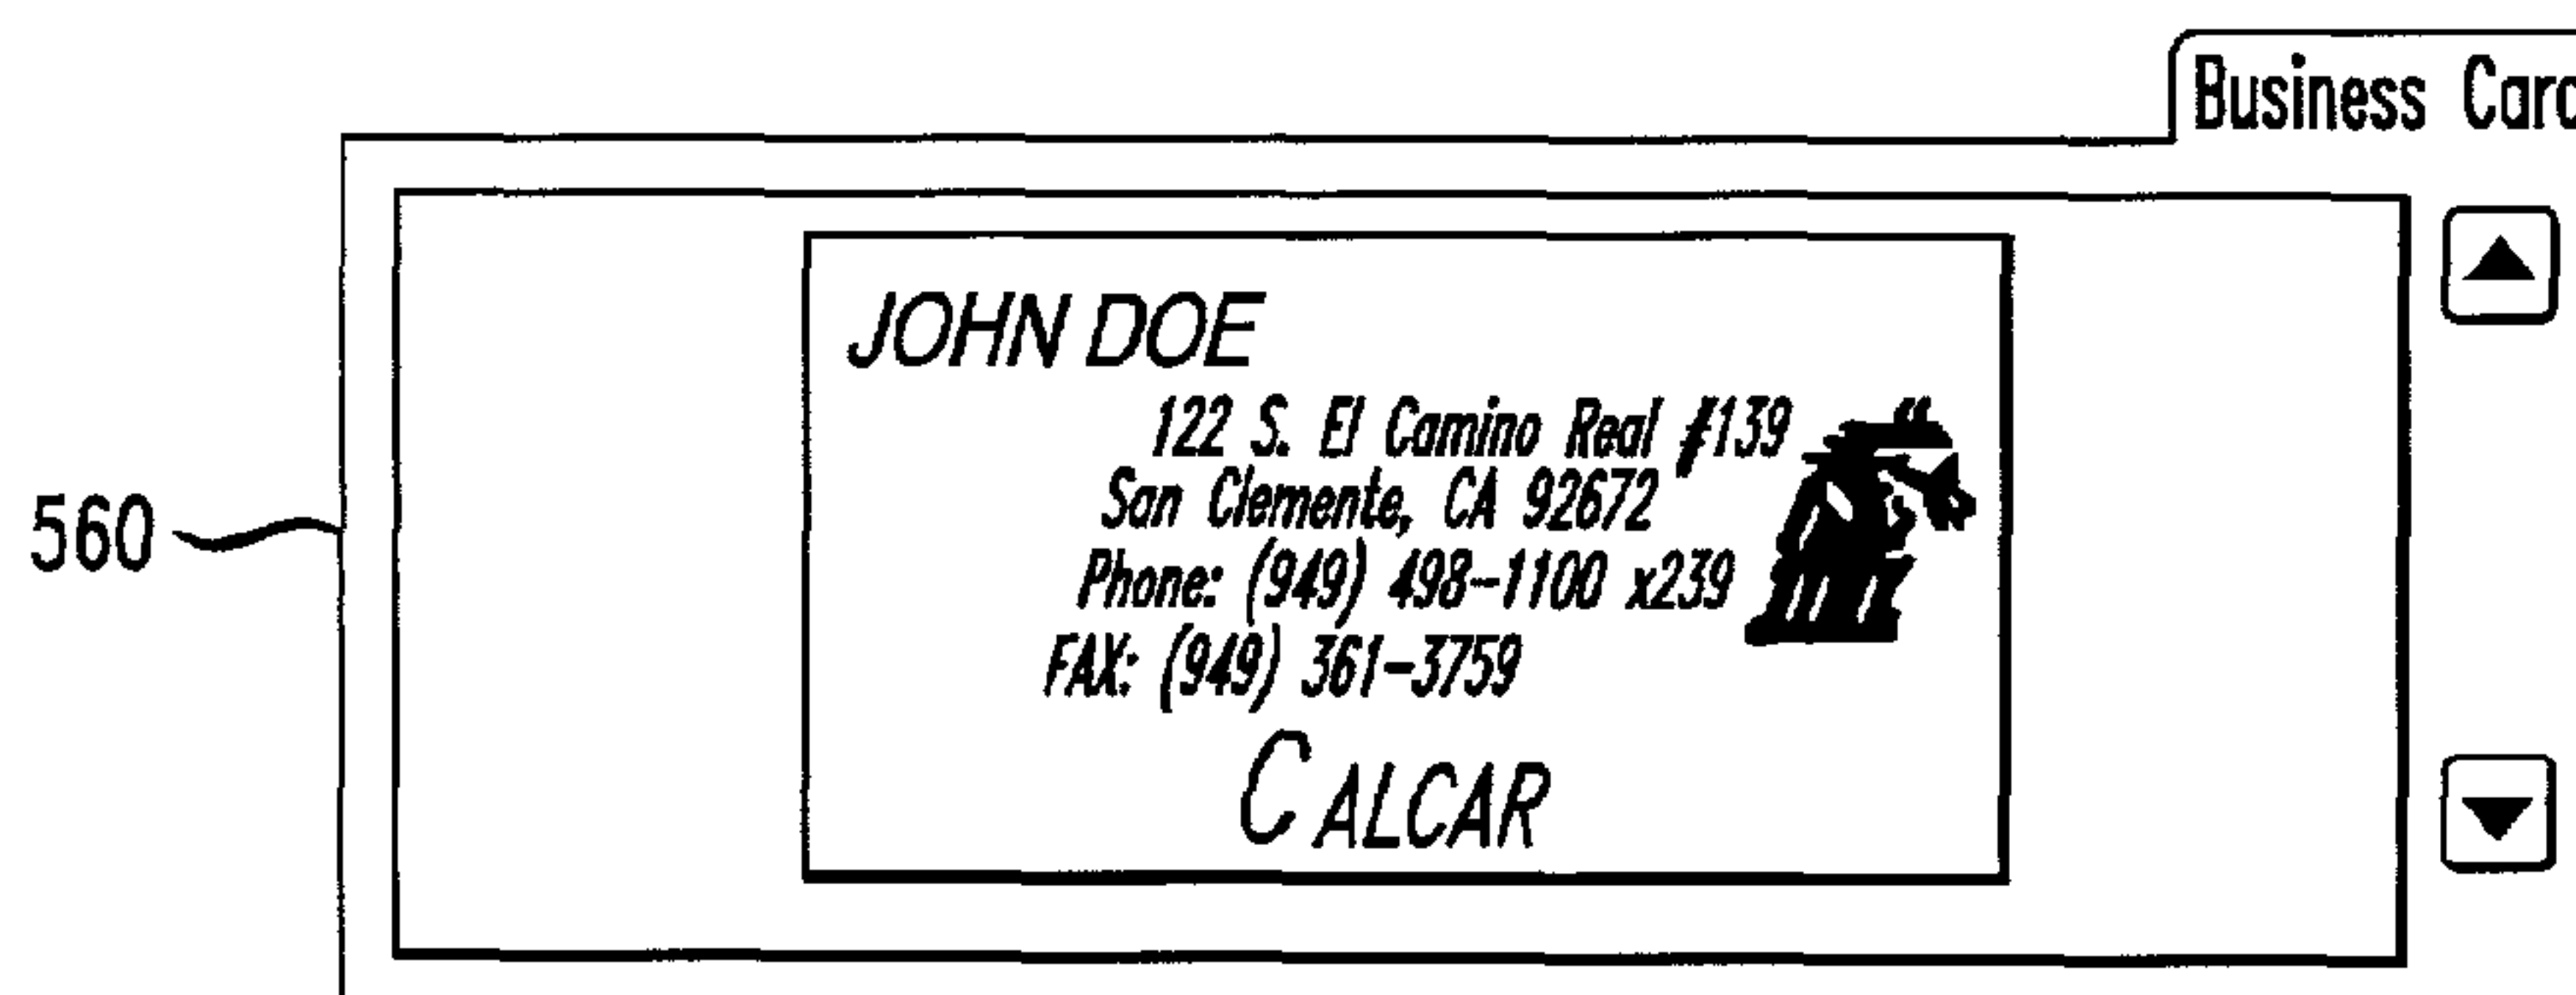 Business Card
JOHN DOE
122 S. El Camino Real #139
San Clemente, CA 92672
Phone: (949) 498-1100 x239
560
FAX: (949) 361-3759
CALCAR